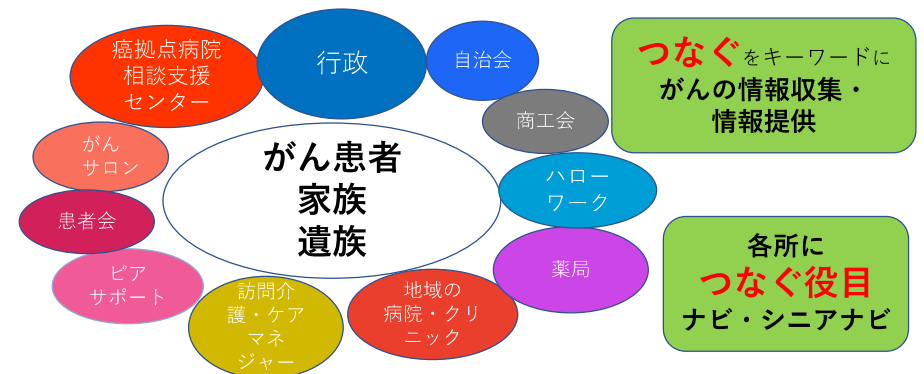 癌拠点病院
相談支援
センター
行政
自治会
商工会
ハロー
ワーク
薬局
地域の
病院・クリ
ニック
訪問介
護・ケア
マネ
ジャー
ピア
サポート
患者会
がん
サロン
がん患者
家族
遺族
つなぐをキーワードに
がんの情報収集・
情報提供
各所に
つなぐ役目
ナビ・シニアナビ